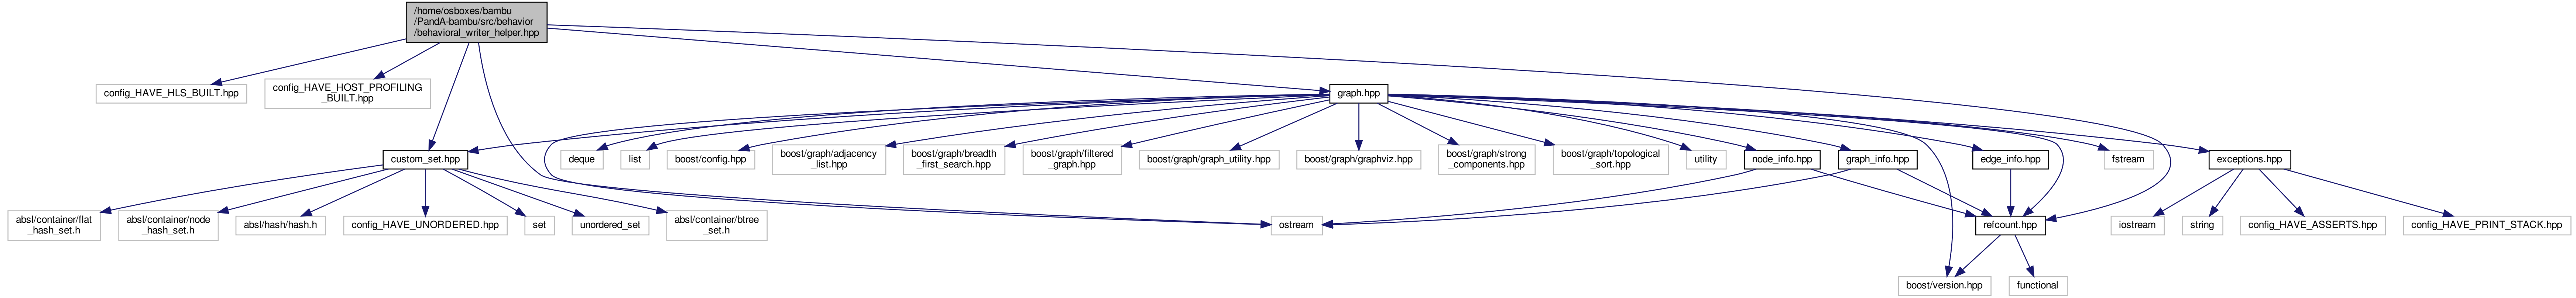 /home/osboxes/bambu
/PandA-bambu/src/behavior
/behavioral_writer_helper.hpp
config_HAVE_HLS_BUILT.hpp
config_HAVE_HOST_PROFILING
_BUILT.hpp
graph.hpp
custom_set.hpp
deque
list
boost/config.hpp
boost/graph/adjacency
_list.hpp
boost/graph/breadth
_first_search.hpp
boost/graph/filtered
_graph.hpp
boost/graph/graph_utility.hpp
boost/graph/graphviz.hpp
boost/graph/strong
_components.hpp
boost/graph/topological
_sort.hpp
utility
node_info.hpp
graph_info.hpp
edge_info.hpp
fstream
exceptions.hpp
absl/container/flat
_hash_set.h
absl/container/node
_hash_set.h
absl/hash/hash.h
config_HAVE_UNORDERED.hpp
set
unordered_set
absl/container/btree
_set.h
ostream
refcount.hpp
iostream
string
config_HAVE_ASSERTS.hpp
config_HAVE_PRINT_STACK.hpp
boost/version.hpp
functional